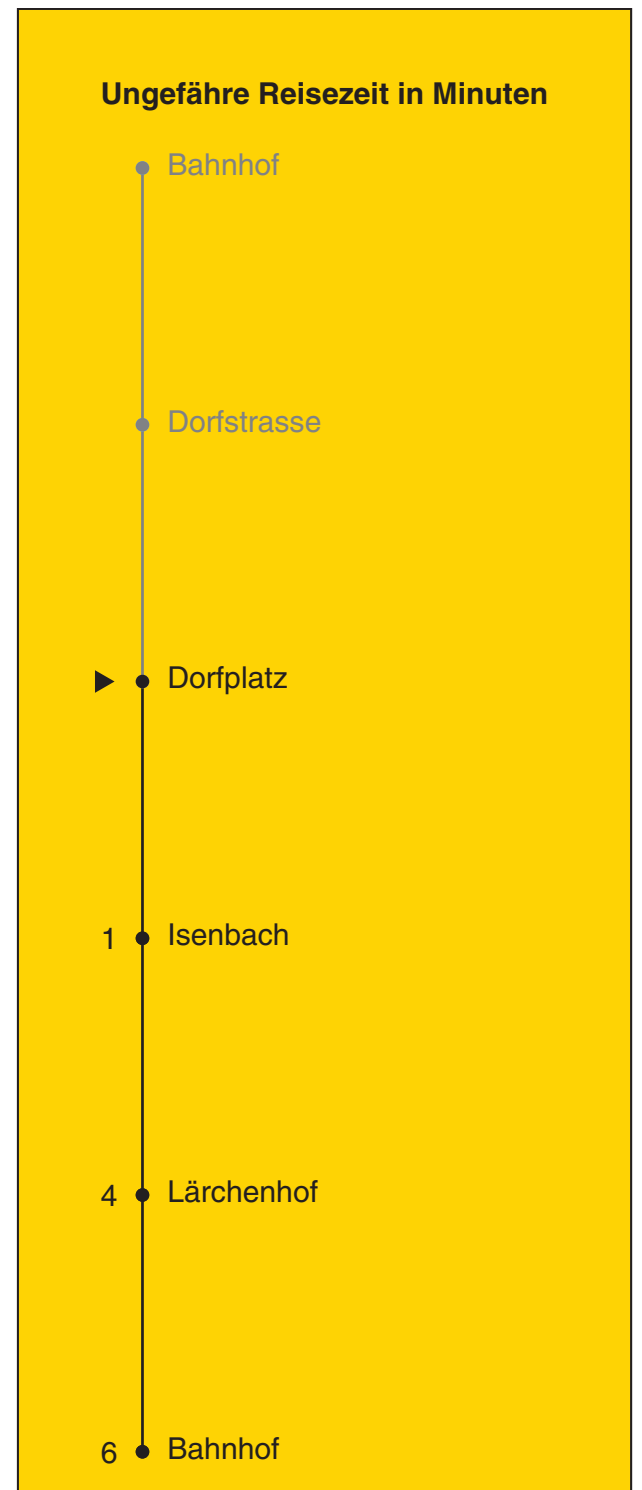 Ungefähre Reisezeit in Minuten
Bahnhof
Dorfstrasse
Dorfplatz
1 Isenbach
4 Lärchenhof
6 Bahnhof